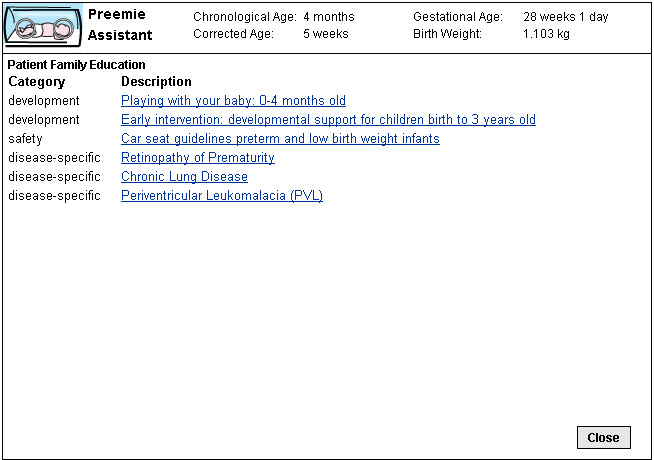 Preemie Assistant
Chronological Age: 4 months
Gestational Age: 28 weeks 1 day
Corrected Age: 5 weeks
Birth Weight: 1.103 kg
Patient Family Education
Category Description
development Playing with your baby: 0-4 months old
development Early intervention: developmental support for children birth to 3 years old
safety Car seat guidelines preterm and low birth weight infants
disease-specific Retinopathy of Prematurity
disease-specific Chronic Lung Disease
disease-specific Periventricular Leukomalacia (PVL)
Close